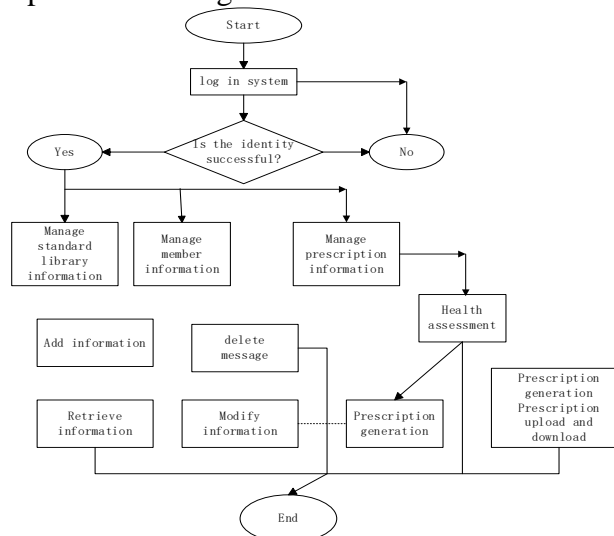 Start
log in system
Is the identity
successful?
Yes
No
Manage
standard
library
information
Manage
member
information
Manage
prescription
information
Health
assessment
Add information
delete
message
Prescription
generation
Prescription
upload and
download
Retrieve
information
Modify
information
Prescription
generation
End